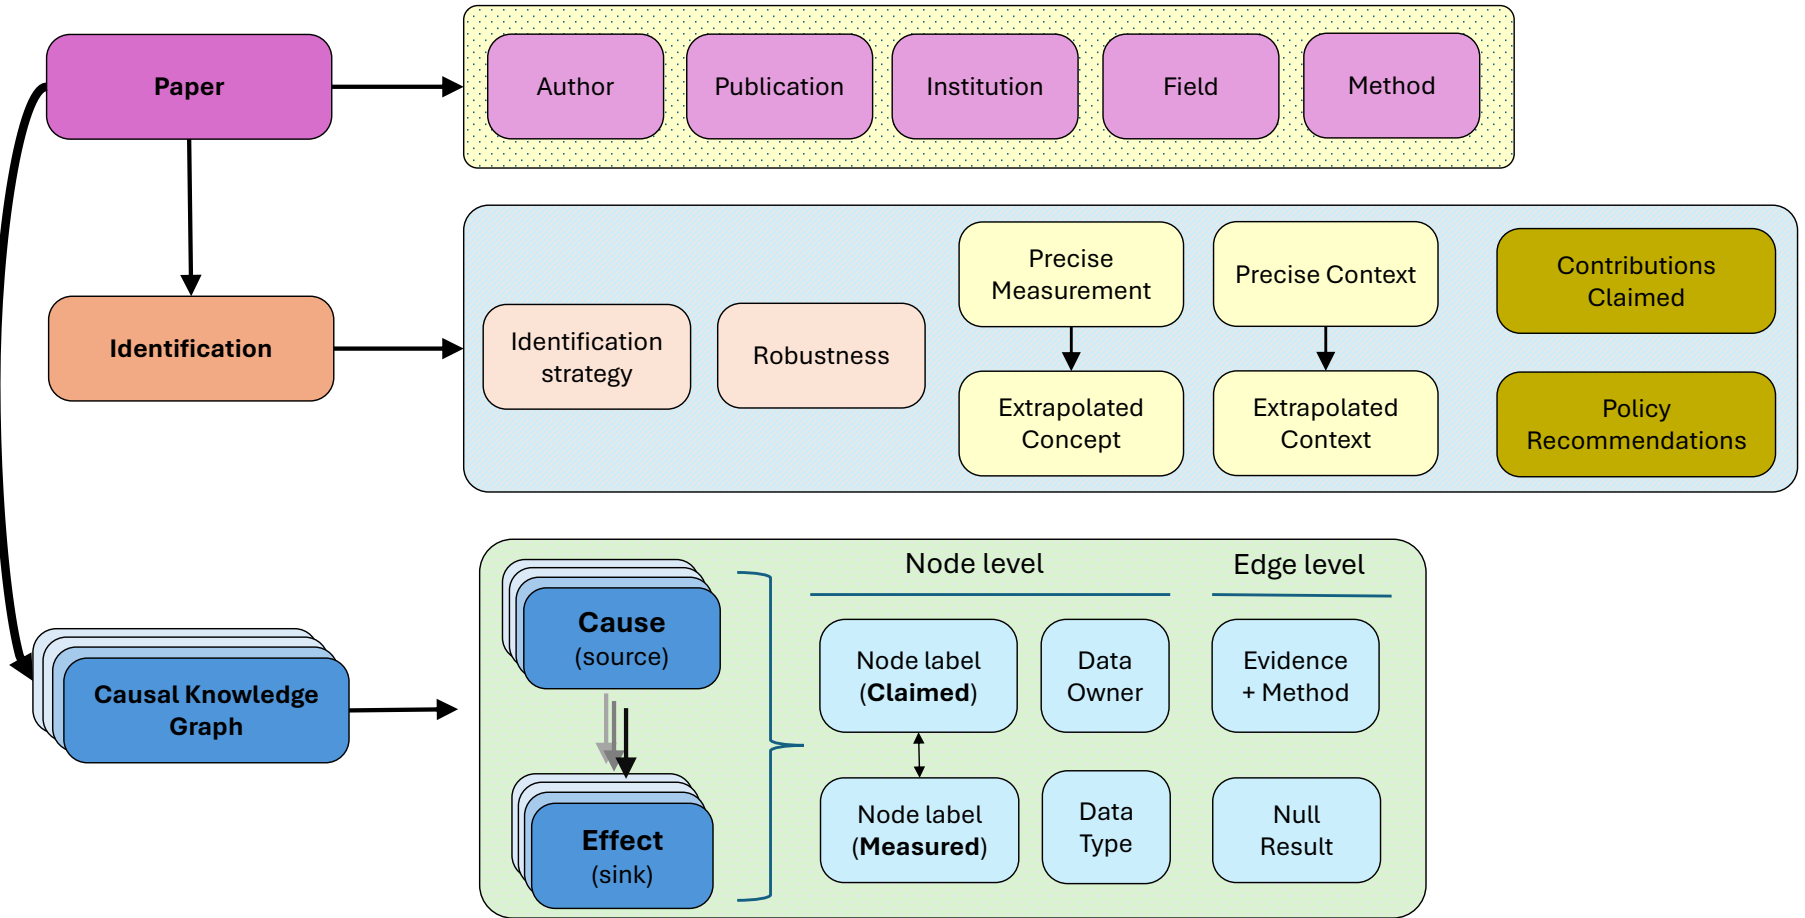 Paper
Author
Publication
Institution
Field
Method
Identification
Identification
strategy
Robustness
Precise
Measurement
Precise Context
Contributions
Claimed
Extrapolated
Concept
Extrapolated
Context
Policy
Recommendations
Causal Knowledge
Graph
Cause
(source)
Effect
(sink)
Node level
Edge level
Node label
(Claimed)
Data
Owner
Evidence
+ Method
Node label
(Measured)
Data
Type
Null
Result